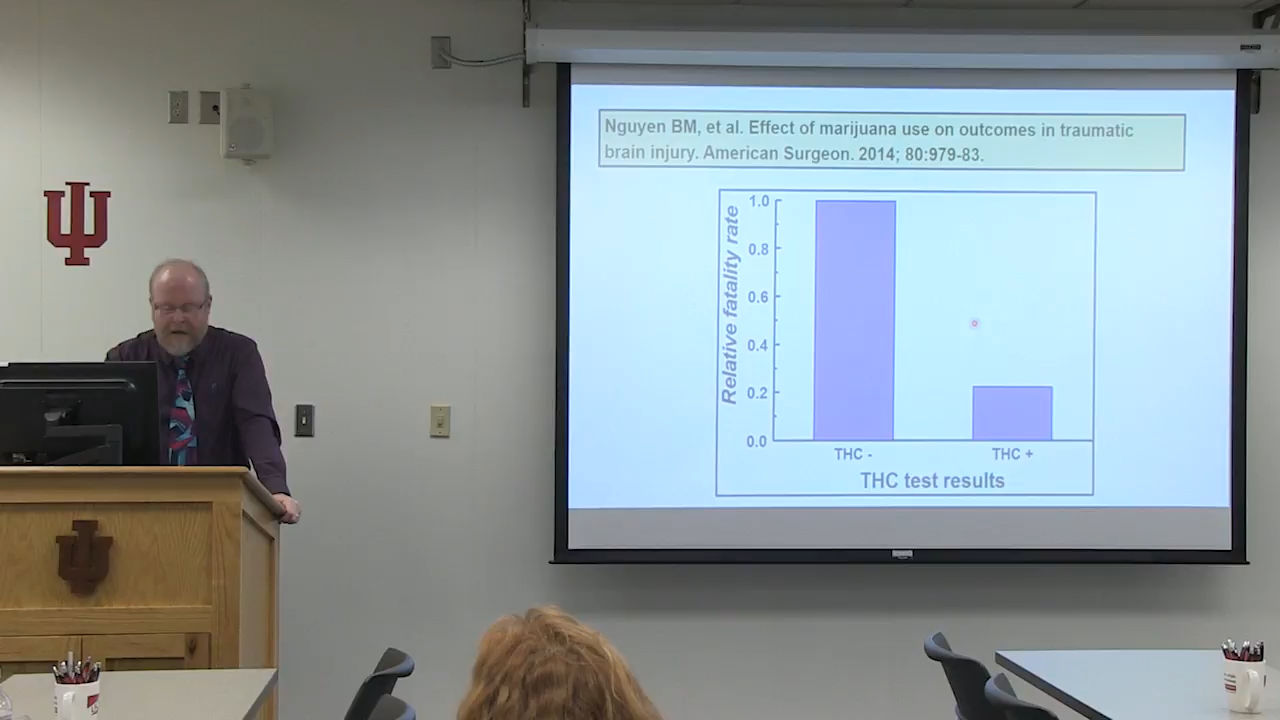 Nguyen BM, et al. Effect of marijuana use on outcomes in traumatic
brain injury. American Surgeon. 2014; 80:979-83.
Relative fatality rate
1.0
0.8
0.6
0.4
0.2
0.0
THC -
THC +
THC test results